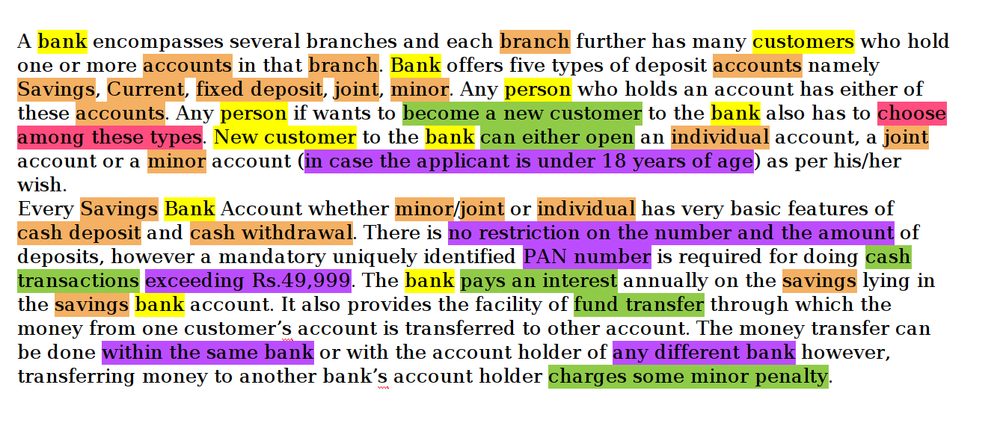 A bank encompasses several branches and each branch further has many customers who hold
one or more accounts in that branch. Bank offers five types of deposit accounts namely
Savings, Current, fixed deposit, joint, minor. Any person who holds an account has either of
these accounts. Any person if wants to become a new customer to the bank also has to choose
among these types. New customer to the bank can either open an individual account, a joint
account or a minor account (in case the applicant is under 18 years of age) as per his/her
wish.
Every Savings Bank Account whether minor/joint or individual has very basic features of
cash deposit and cash withdrawal. There is no restriction on the number and the amount of
deposits, however a mandatory uniquely identified PAN number is required for doing cash
transactions exceeding Rs.49,999. The bank pays an interest annually on the savings lying in
the savings bank account. It also provides the facility of fund transfer through which the
money from one customer’s account is transferred to other account. The money transfer can
be done within the same bank or with the account holder of any different bank however,
transferring money to another bank’s account holder charges some minor penalty.